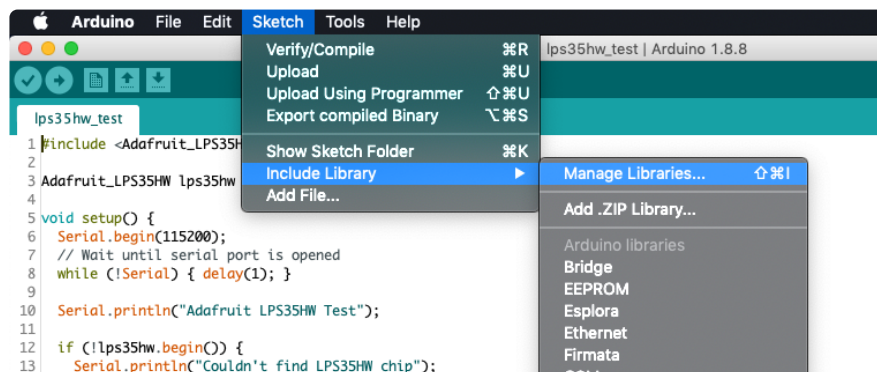 Arduino File Edit Sketch Tools Help
lps35hw_test | Arduino 1.8.8
Verify/Compile ⌘R
Upload ⌘U
Upload Using Programmer ⇧⌘U
Export compiled Binary ⌥⌘S
Show Sketch Folder ⌘K
Include Library ▶
Add File...
Manage Libraries... ⇧⌘I
Add .ZIP Library...
Arduino libraries
Bridge
EEPROM
Esplora
Ethernet
Firmata
lps35hw_test
1 #include <Adafruit_LPS35H
2
3 Adafruit_LPS35HW lps35hw
4
5 void setup() {
6 Serial.begin(115200);
7 // Wait until serial port is opened
8 while (!Serial) { delay(1); }
9
10 Serial.println("Adafruit LPS35HW Test");
11
12 if (!lps35hw.begin()) {
13 Serial.println("Couldn't find LPS35HW chip");